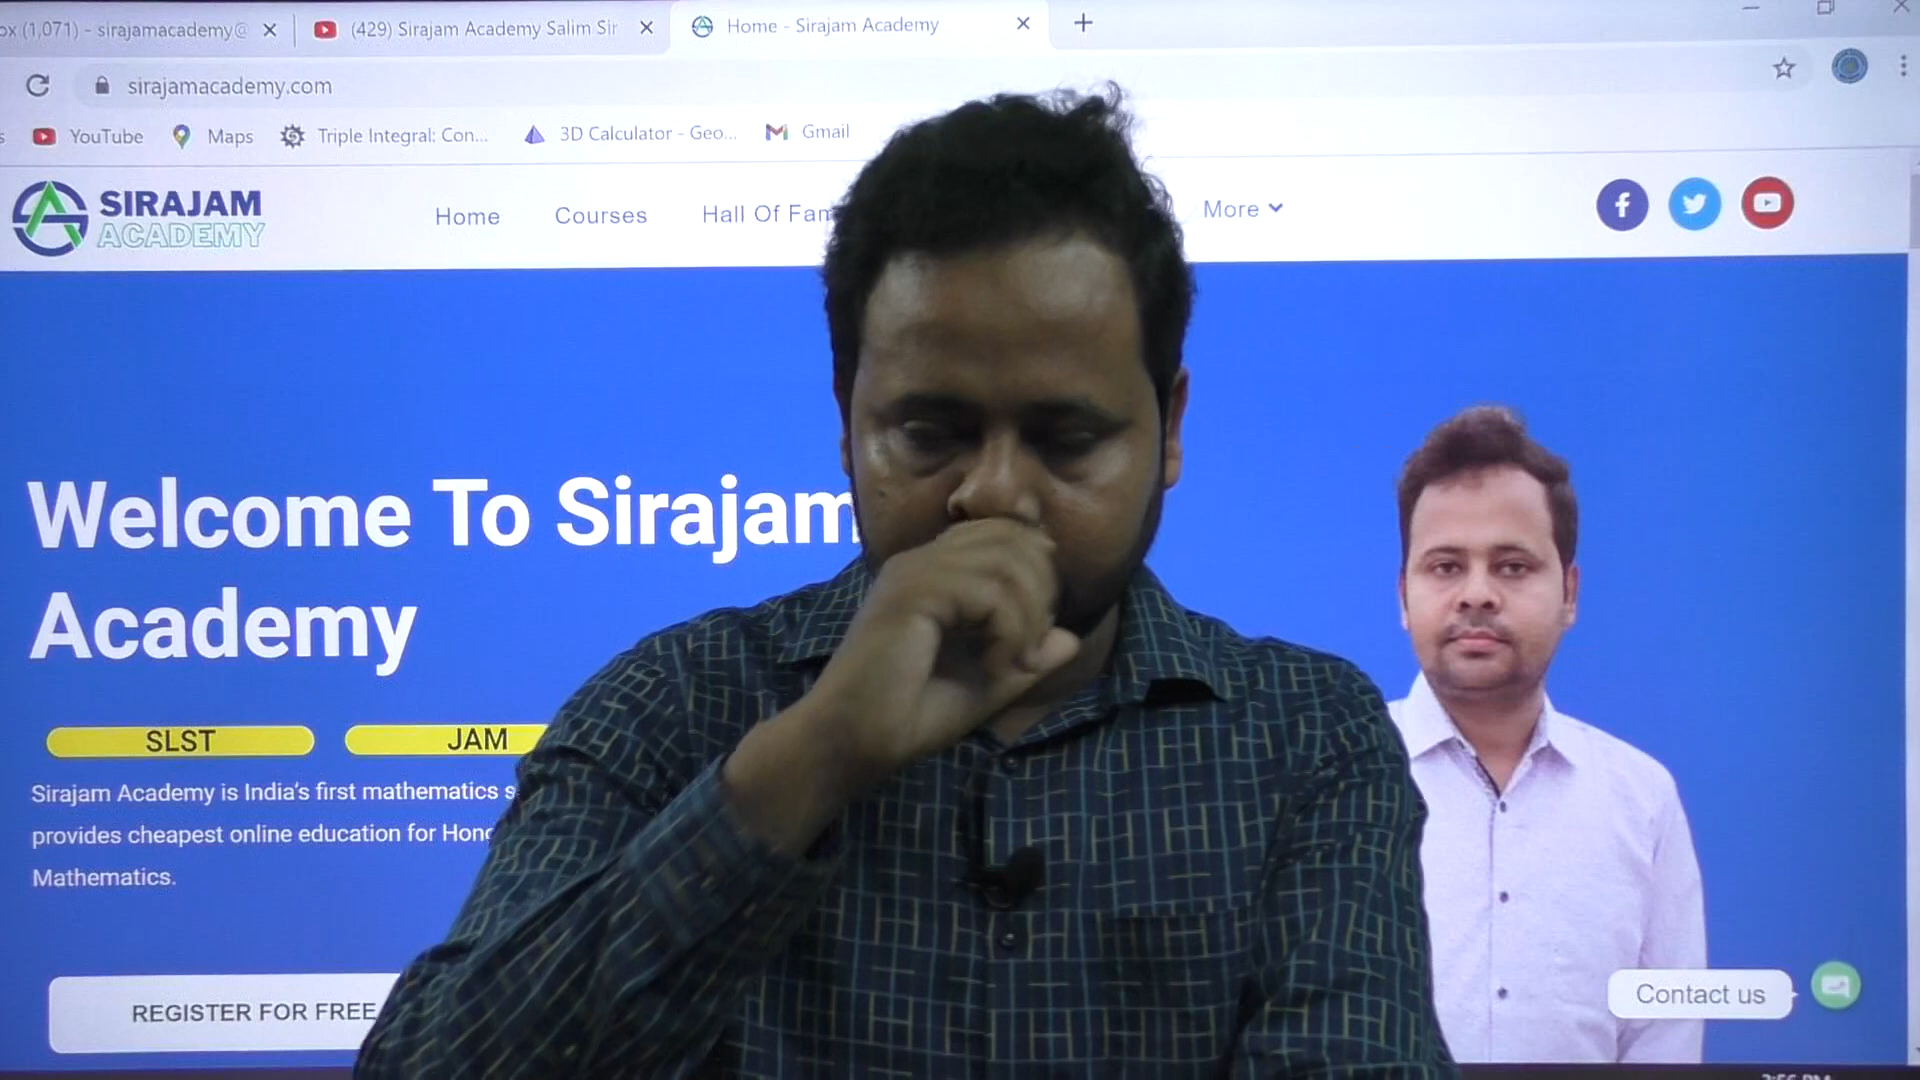 (1,071) - sirajamacademy@
(429) Sirajam Academy Salim Sir
Home - Sirajam Academy
sirajamacademy.com
YouTube
Maps
Triple Integral: Con...
3D Calculator - Geo...
Gmail
SIRAJAM
ACADEMY
Home
Courses
Hall Of
More
Welcome To Sirajam
Academy
SLST
JAM
Sirajam Academy is India's first mathematics
provides cheapest online education for
Mathematics.
REGISTER FOR FREE
Contact us